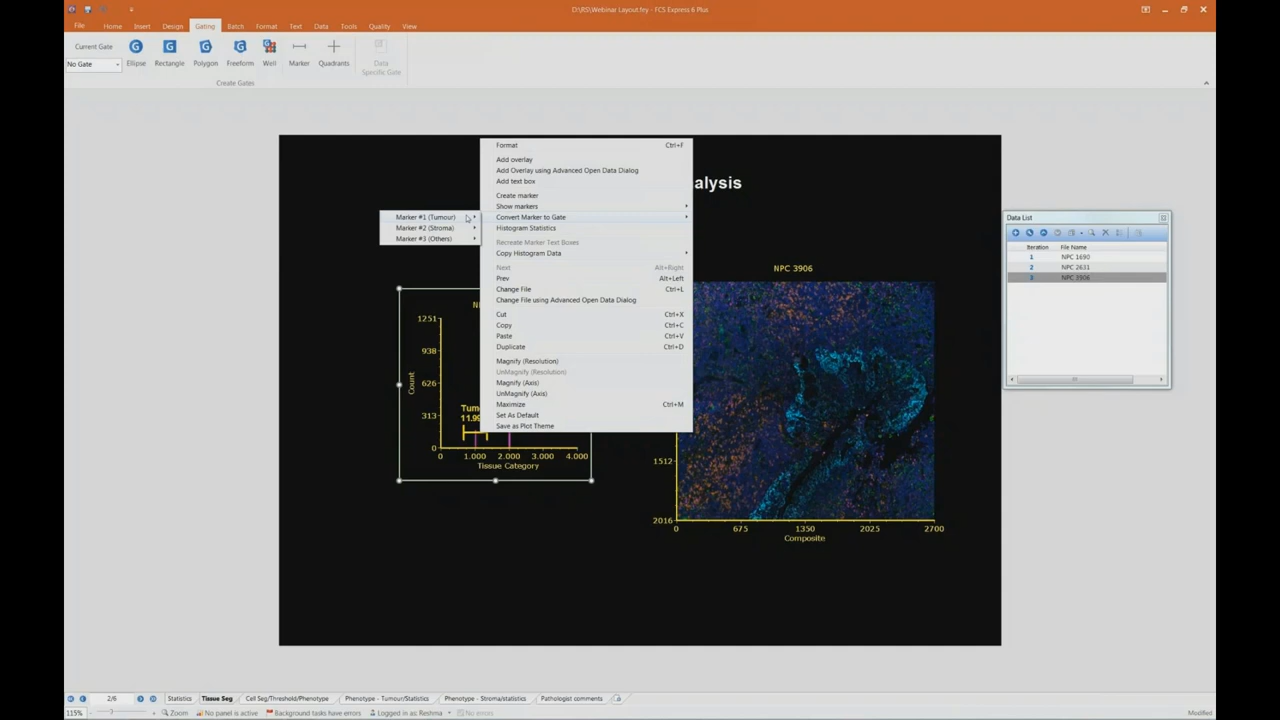 D:\RS\Webinar Layout.fey - FCS Express 6 Plus
File Home Insert Design Gating Batch Format Text Data Tools Quality View
Current Gate
No Gate
Ellipse Rectangle Polygon Freeform Well Marker Quadrants Data Specific Gate
Create Gates
alysis
Format Ctrl+F
Add overlay
Add Overlay using Advanced Open Data Dialog
Add text box
Create marker
Show markers
Convert Marker to Gate
Histogram Statistics
Recreate Marker Text Boxes
Copy Histogram Data
Next Alt+Right
Prev Alt+Left
Change File Ctrl+L
Change File using Advanced Open Data Dialog
Cut Ctrl+X
Copy Ctrl+C
Paste Ctrl+V
Duplicate Ctrl+D
Magnify (Resolution)
UnMagnify (Resolution)
Magnify (Axis)
UnMagnify (Axis)
Maximize Ctrl+M
Set As Default
Save as Plot Theme
Marker #1 (Tumour)
Marker #2 (Stroma)
Marker #3 (Others)
1251
938
626
313
0
Count
11.99
0 1.000 2.000 3.000 4.000
Tissue Category
NPC 3906
1512
2016
0 675 1350 2025 2700
Composite
Data List
Iteration File Name
1 NPC 1690
2 NPC 2631
3 NPC 3906
2/6 Statistics Tissue Seg Cell Seg/Threshold/Phenotype Phenotype - Tumour/Statistics Phenotype - Stroma/statistics Pathologist comments
115% Zoom No panel is active Background tasks have errors Logged in as Reshma No errors Modified